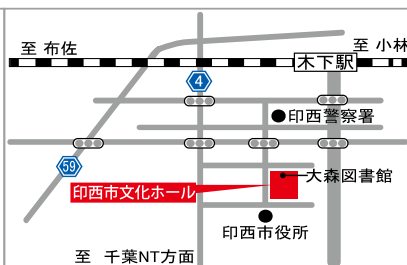 至 布佐
至 小林
木下駅
4
印西警察署
59
大森図書館
印西市文化ホール
印西市役所
至 千葉NT方面